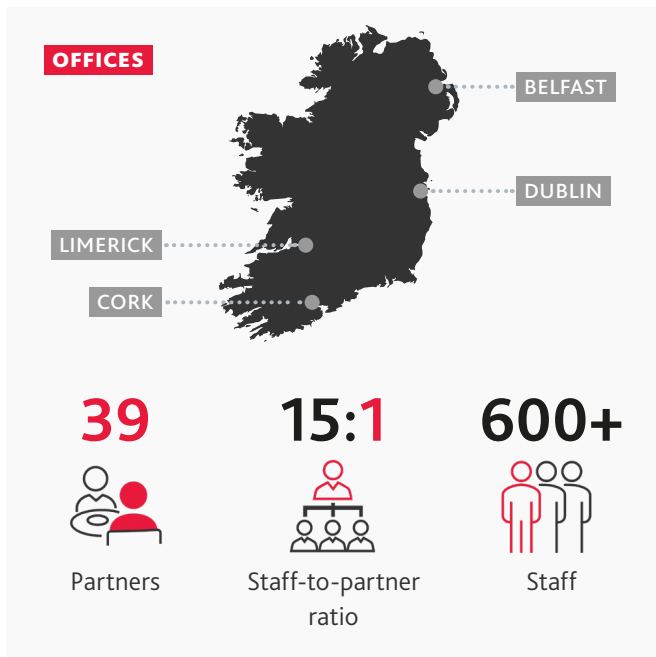 OFFICES
BELFAST
DUBLIN
LIMERICK
CORK
39
Partners
15:1
Staff-to-partner
ratio
600+
Staff